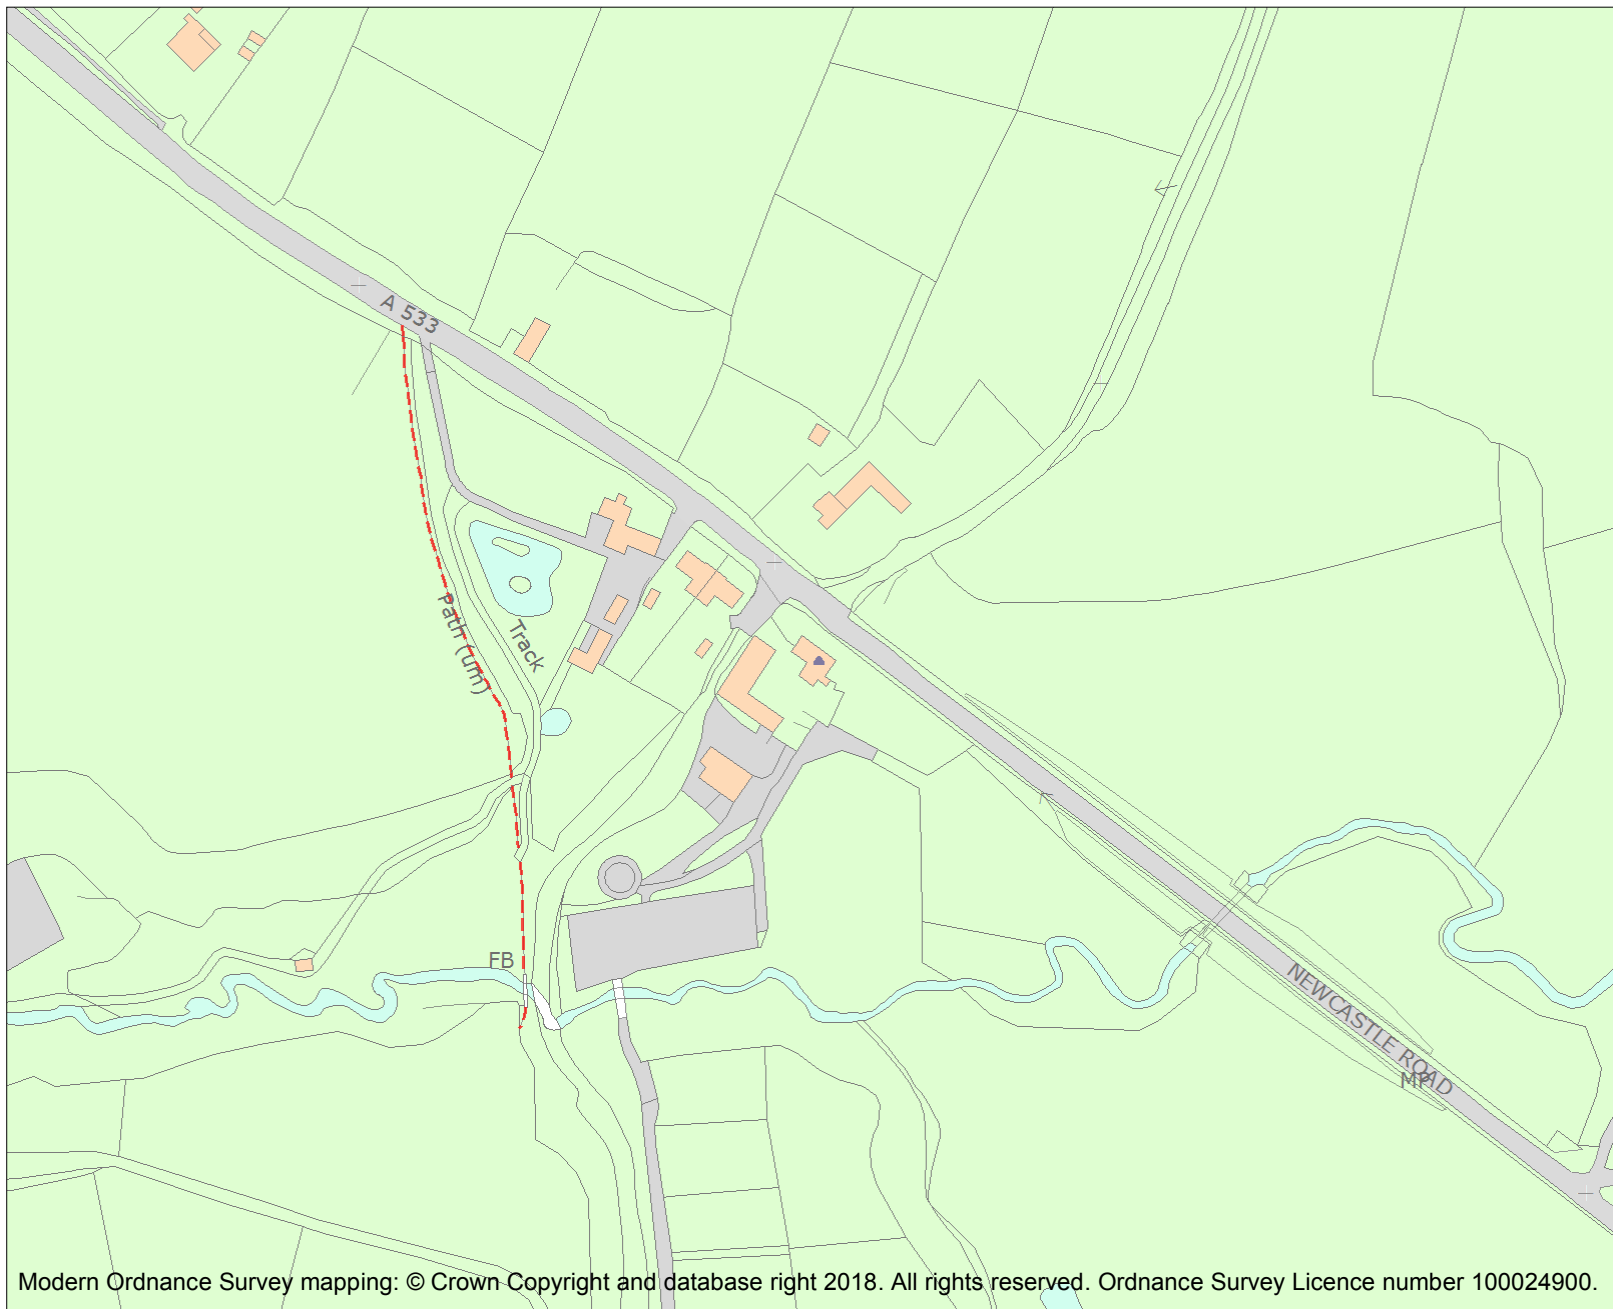 A 533
Path (um)
Track
FB
NEWCASTLE ROAD
MP
Modern Ordnance Survey mapping: © Crown Copyright and database right 2018. All rights reserved. Ordnance Survey Licence number 100024900.